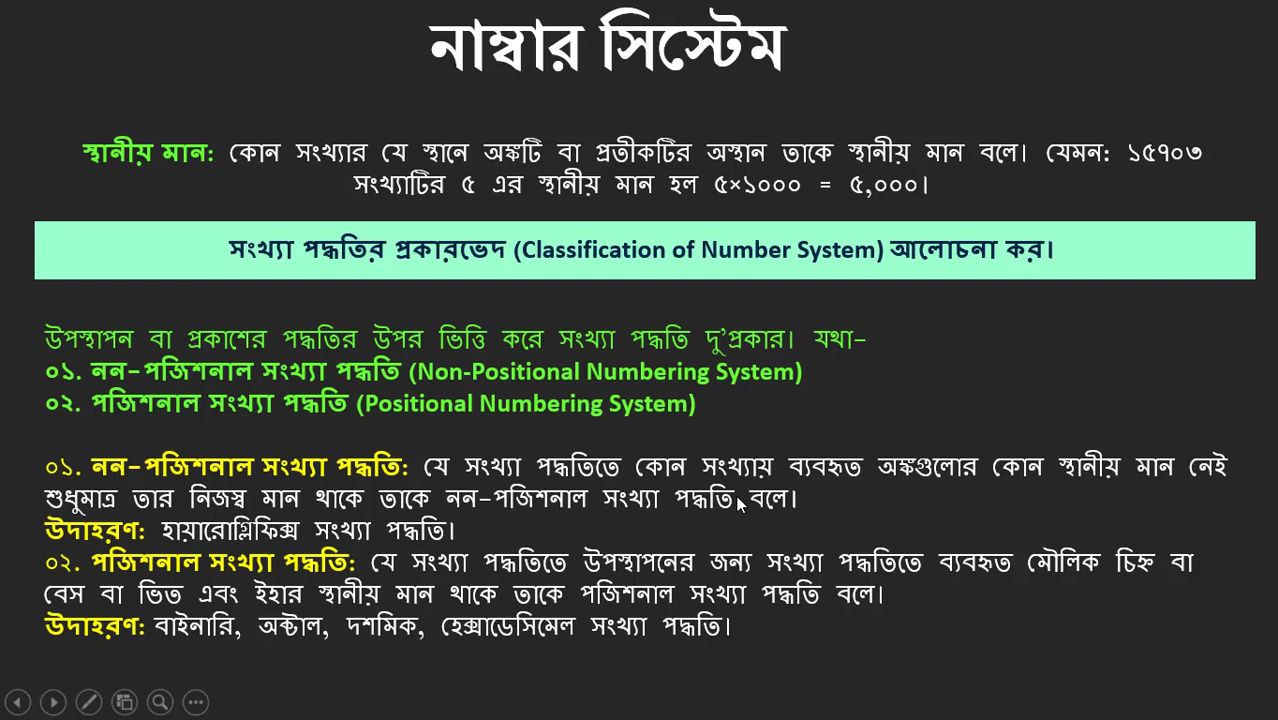 নাম্বার সিস্টেম
স্থানীয় মান: কোন সংখ্যার যে স্থানে অঙ্কটি বা প্রতীকটির অস্থান তাকে স্থানীয় মান বলে। যেমন: ১৫৭০৩
সংখ্যাটির ৫ এর স্থানীয় মান হল ৫×১০০০ = ৫,০০০।
সংখ্যা পদ্ধতির প্রকারভেদ (Classification of Number System) আলোচনা কর।
উপস্থাপন বা প্রকাশের পদ্ধতির উপর ভিত্তি করে সংখ্যা পদ্ধতি দু’প্রকার। যথা-
০১. নন-পজিশনাল সংখ্যা পদ্ধতি (Non-Positional Numbering System)
০২. পজিশনাল সংখ্যা পদ্ধতি (Positional Numbering System)
০১. নন-পজিশনাল সংখ্যা পদ্ধতি: যে সংখ্যা পদ্ধতিতে কোন সংখ্যায় ব্যবহৃত অঙ্কগুলোর কোন স্থানীয় মান নেই
শুধুমাত্র তার নিজস্ব মান থাকে তাকে নন-পজিশনাল সংখ্যা পদ্ধতি বলে।
উদাহরণ: হায়ারোগ্লিফিক্স সংখ্যা পদ্ধতি।
০২. পজিশনাল সংখ্যা পদ্ধতি: যে সংখ্যা পদ্ধতিতে উপস্থাপনের জন্য সংখ্যা পদ্ধতিতে ব্যবহৃত মৌলিক চিহ্ন বা
বেস বা ভিত এবং ইহার স্থানীয় মান থাকে তাকে পজিশনাল সংখ্যা পদ্ধতি বলে।
উদাহরণ: বাইনারি, অক্টাল, দশমিক, হেক্সাডেসিমেল সংখ্যা পদ্ধতি।